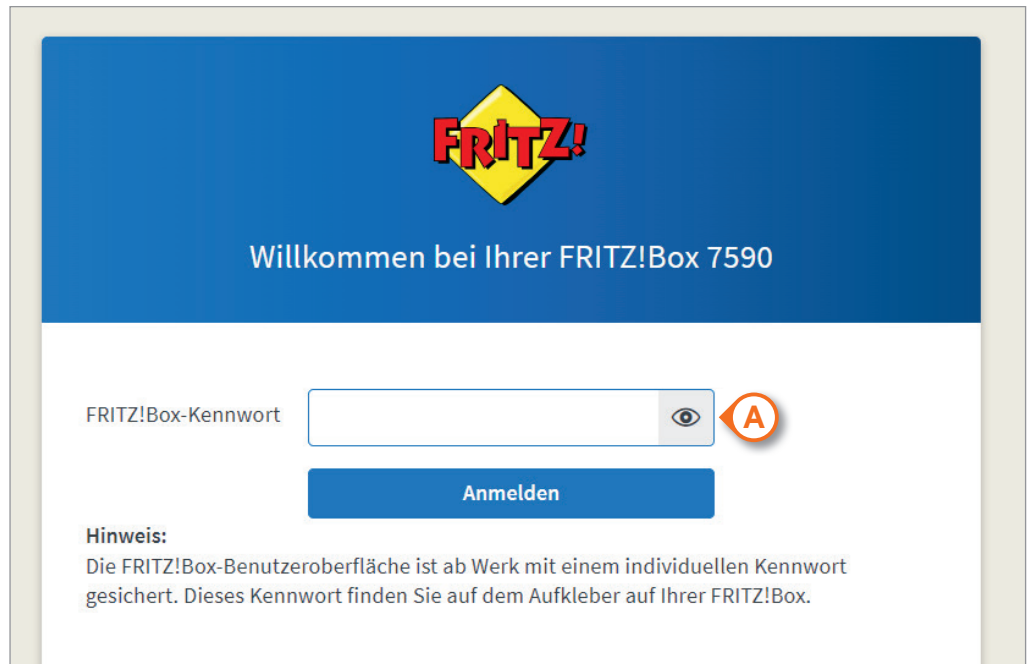 FRITZ!
Willkommen bei Ihrer FRITZ!Box 7590
FRITZ!Box-Kennwort
A
Anmelden
Hinweis:
Die FRITZ!Box-Benutzeroberfläche ist ab Werk mit einem individuellen Kennwort
gesichert. Dieses Kennwort finden Sie auf dem Aufkleber auf Ihrer FRITZ!Box.